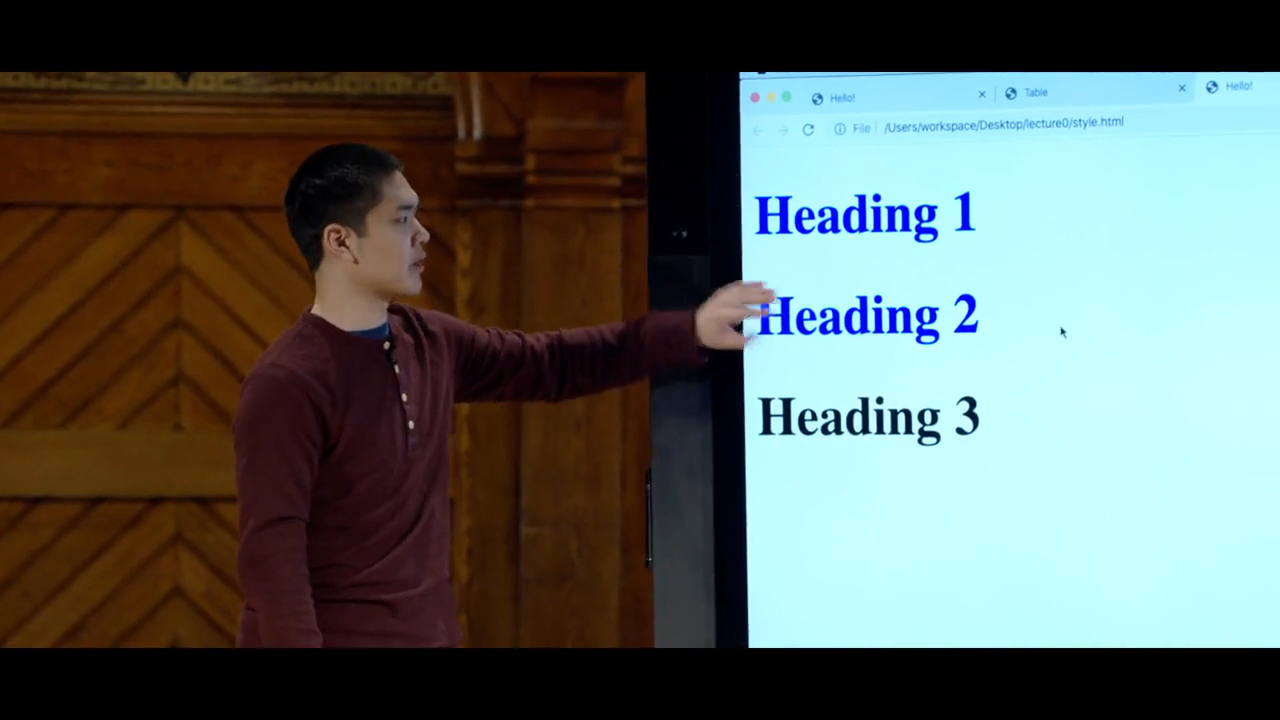 Hello!
Table
Hello!
File
/Users/workspace/Desktop/lecture0/style.html
Heading 1
Heading 2
Heading 3